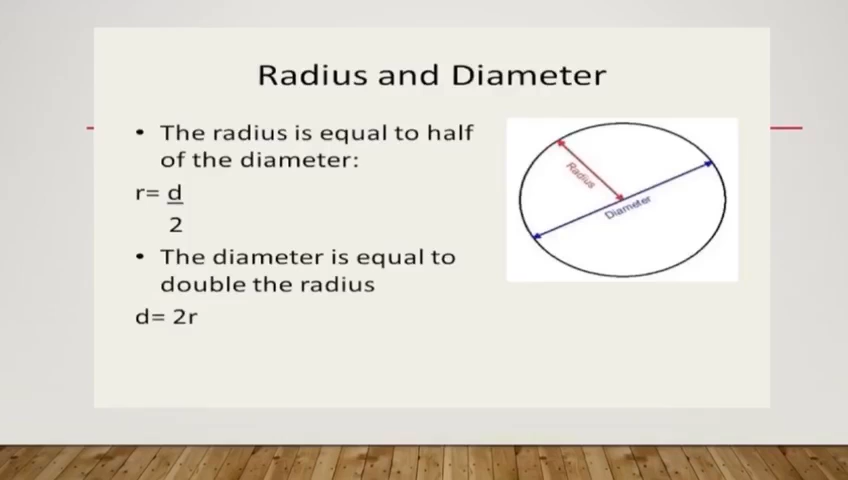 Radius and Diameter
• The radius is equal to half
of the diameter:
r= d
2
• The diameter is equal to
double the radius
d= 2r
Radius
Diameter